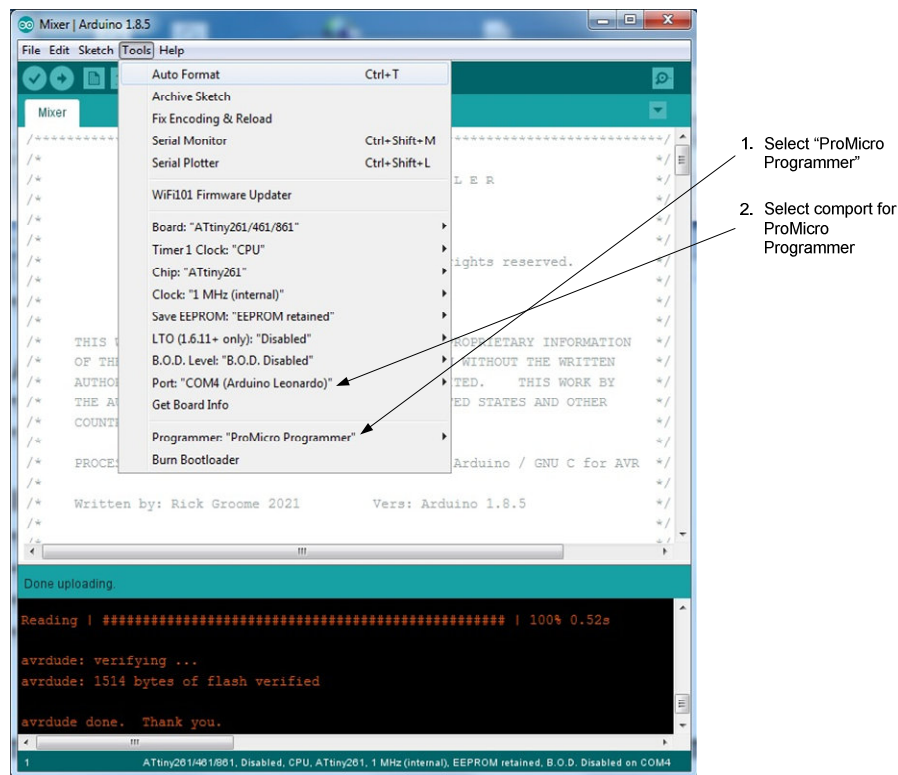 Mixer | Arduino 1.8.5
File Edit Sketch Tools Help
Auto Format Ctrl+T
Archive Sketch
Fix Encoding & Reload
Serial Monitor Ctrl+Shift+M
Serial Plotter Ctrl+Shift+L
WiFi101 Firmware Updater
Board: "ATtiny261/461/861"
Timer 1 Clock: "CPU"
Chip: "ATtiny261"
Clock: "1 MHz (internal)"
Save EEPROM: "EEPROM retained"
LTO (1.6.11+ only): "Disabled"
B.O.D. Level: "B.O.D. Disabled"
Port: "COM4 (Arduino Leonardo)"
Get Board Info
Programmer: "ProMicro Programmer"
Burn Bootloader
Mixer
L E R */
/* ights reserved. */
/* THIS ROPRIETARY INFORMATION */
/* OF THE WITHOUT THE WRITTEN */
/* AUTHO TED. THIS WORK BY */
/* THE AU ED STATES AND OTHER */
/* COUNT */
/* PROCES Arduino / GNU C for AVR */
/* Written by: Rick Groome 2021 Vers: Arduino 1.8.5 */
Done uploading.
Reading | ################################################## | 100% 0.52s
avrdude: verifying ...
avrdude: 1514 bytes of flash verified
avrdude done. Thank you.
1 ATtiny261/461/861, Disabled, CPU, ATtiny261, 1 MHz (internal), EEPROM retained, B.O.D. Disabled on COM4
1. Select "ProMicro
Programmer"
2. Select comport for
ProMicro
Programmer